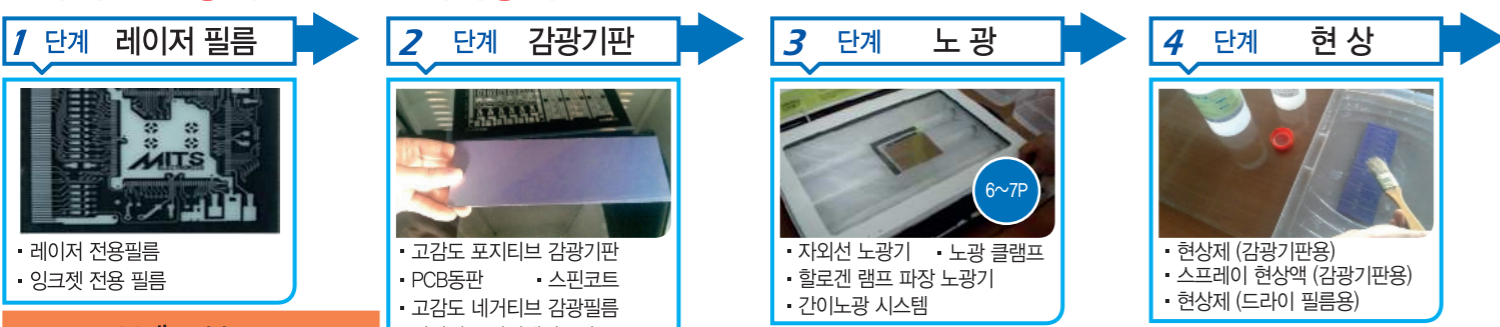 1 단계 레이저 필름
MITS
· 레이저 전용필름
· 잉크젯 전용 필름
2 단계 감광기판
· 고감도 포지티브 감광기판
· PCB동판 · 스핀코트
· 고감도 네거티브 감광필름
3 단계 노 광
6~7P
· 자외선 노광기 · 노광 클램프
· 할로겐 램프 파장 노광기
· 간이노광 시스템
4 단계 현 상
· 현상제 (감광기판용)
· 스프레이 현상액 (감광기판용)
· 현상제 (드라이 필름용)